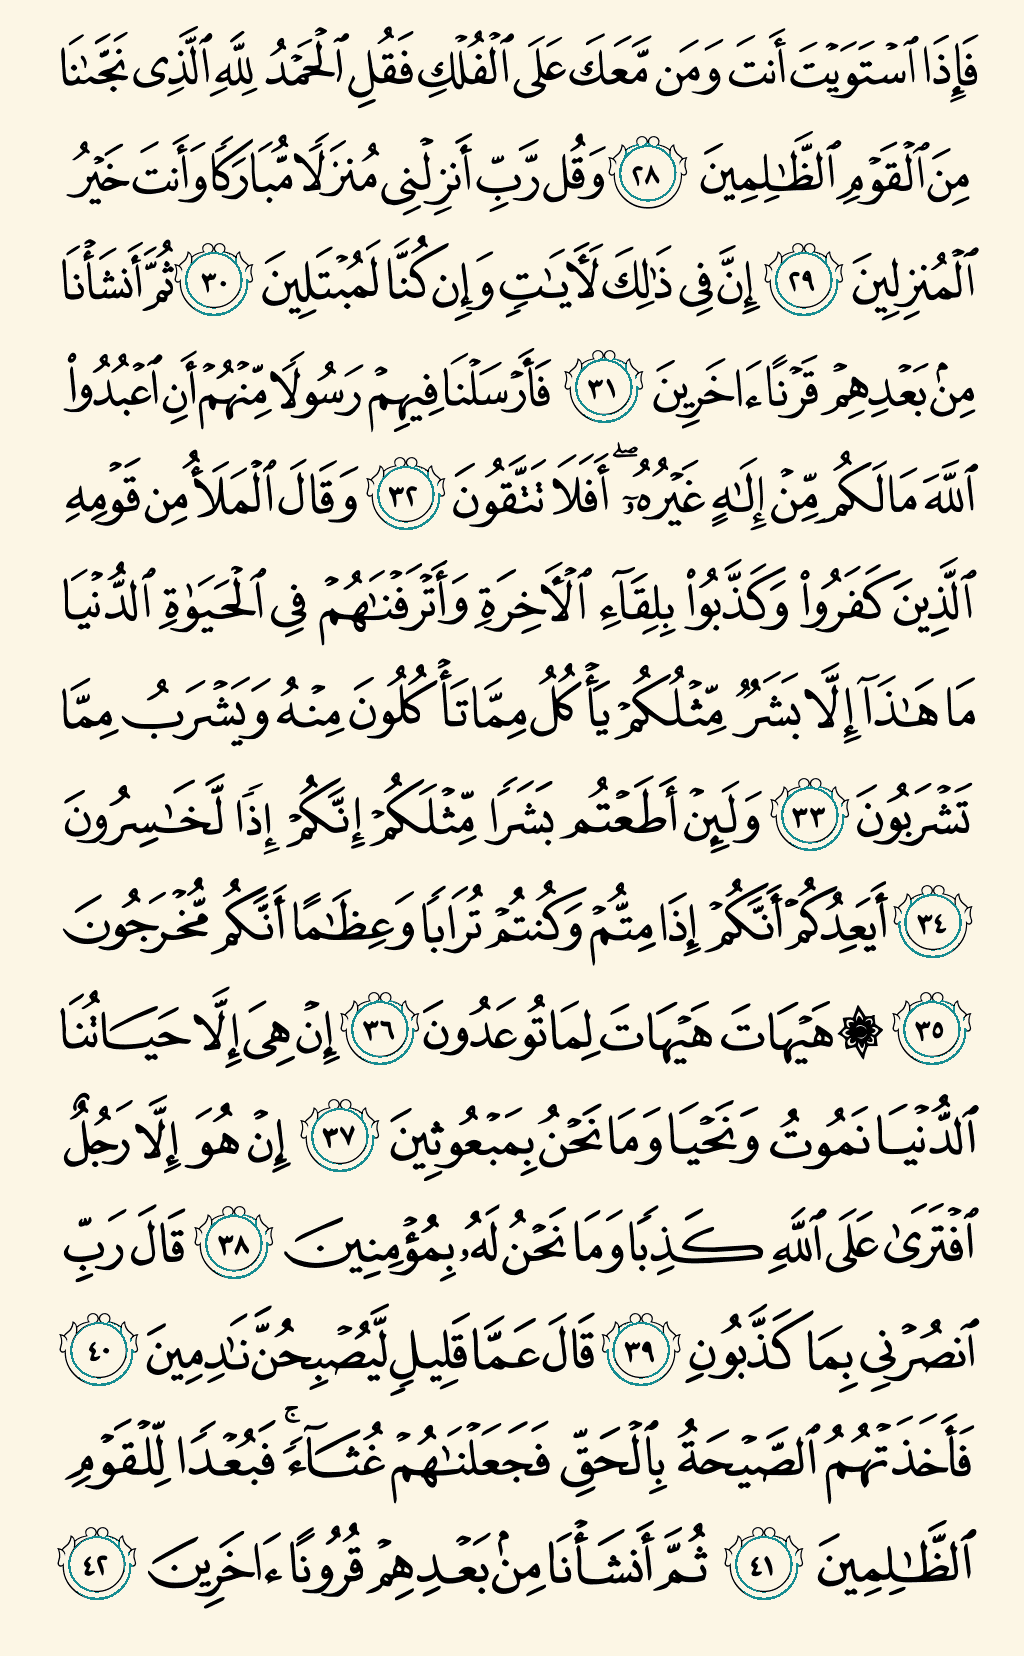 فَإِذَا ٱسۡتَوَيۡتَ أَنتَ وَمَن مَّعَكَ عَلَى ٱلۡفُلۡكِ فَقُلِ ٱلۡحَمۡدُ لِلَّهِ ٱلَّذِي نَجَّىٰنَا
مِنَ ٱلۡقَوۡمِ ٱلظَّـٰلِمِينَ ٢٨ وَقُل رَّبِّ أَنزِلۡنِي مُنزَلٗا مُّبَارَكٗا وَأَنتَ خَيۡرُ
ٱلۡمُنزِلِينَ ٢٩ إِنَّ فِي ذَٰلِكَ لَأٓيَٰتٖ وَإِن كُنَّا لَمُبۡتَلِينَ ٣٠ ثُمَّ أَنشَأۡنَا
مِنۢ بَعۡدِهِمۡ قَرۡنًا ءَاخَرِينَ ٣١ فَأَرۡسَلۡنَا فِيهِمۡ رَسُولٗا مِّنۡهُمۡ أَنِ ٱعۡبُدُواْ
ٱللَّهَ مَا لَكُم مِّنۡ إِلَٰهٍ غَيۡرُهُۥٓۖ أَفَلَا تَتَّقُونَ ٣٢ وَقَالَ ٱلۡمَلَأُ مِن قَوۡمِهِ
ٱلَّذِينَ كَفَرُواْ وَكَذَّبُواْ بِلِقَآءِ ٱلۡأٓخِرَةِ وَأَتۡرَفۡنَٰهُمۡ فِي ٱلۡحَيَوٰةِ ٱلدُّنۡيَا
مَا هَٰذَآ إِلَّا بَشَرٞ مِّثۡلُكُمۡ يَأۡكُلُ مِمَّا تَأۡكُلُونَ مِنۡهُ وَيَشۡرَبُ مِمَّا
تَشۡرَبُونَ ٣٣ وَلَئِنۡ أَطَعۡتُم بَشَرٗا مِّثۡلَكُمۡ إِنَّكُمۡ إِذٗا لَّخَٰسِرُونَ
٣٤ أَيَعِدُكُمۡ أَنَّكُمۡ إِذَا مِتُّمۡ وَكُنتُمۡ تُرَابٗا وَعِظَٰمًا أَنَّكُم مُّخۡرَجُونَ
٣٥ ۞ هَيۡهَاتَ هَيۡهَاتَ لِمَا تُوعَدُونَ ٣٦ إِنۡ هِيَ إِلَّا حَيَاتُنَا
ٱلدُّنۡيَا نَمُوتُ وَنَحۡيَا وَمَا نَحۡنُ بِمَبۡعُوثِينَ ٣٧ إِنۡ هُوَ إِلَّا رَجُلٌ
ٱفۡتَرَىٰ عَلَى ٱللَّهِ كَذِبٗا وَمَا نَحۡنُ لَهُۥ بِمُؤۡمِنِينَ ٣٨ قَالَ رَبِّ
ٱنصُرۡنِي بِمَا كَذَّبُونِ ٣٩ قَالَ عَمَّا قَلِيلٖ لَّيُصۡبِحُنَّ نَٰدِمِينَ ٤٠
فَأَخَذَتۡهُمُ ٱلصَّيۡحَةُ بِٱلۡحَقِّ فَجَعَلۡنَٰهُمۡ غُثَآءٗۚ فَبُعۡدٗا لِّلۡقَوۡمِ
ٱلظَّـٰلِمِينَ ٤١ ثُمَّ أَنشَأۡنَا مِنۢ بَعۡدِهِمۡ قُرُونًا ءَاخَرِينَ ٤٢